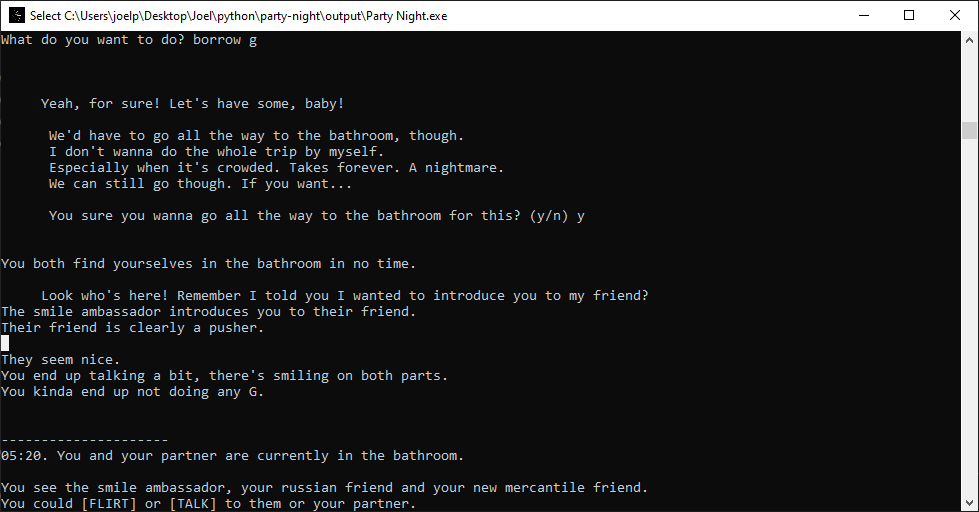 Select C:\Users\joelp\Desktop\Joel\python\party-night\output\Party Night.exe
What do you want to do? borrow g
Yeah, for sure! Let's have some, baby!
We'd have to go all the way to the bathroom, though.
I don't wanna do the whole trip by myself.
Especially when it's crowded. Takes forever. A nightmare.
We can still go though. If you want...
You sure you wanna go all the way to the bathroom for this? (y/n) y
You both find yourselves in the bathroom in no time.
Look who's here! Remember I told you I wanted to introduce you to my friend?
The smile ambassador introduces you to their friend.
Their friend is clearly a pusher.
They seem nice.
You end up talking a bit, there's smiling on both parts.
You kinda end up not doing any G.
---------------------
05:20. You and your partner are currently in the bathroom.
You see the smile ambassador, your russian friend and your new mercantile friend.
You could [FLIRT] or [TALK] to them or your partner.